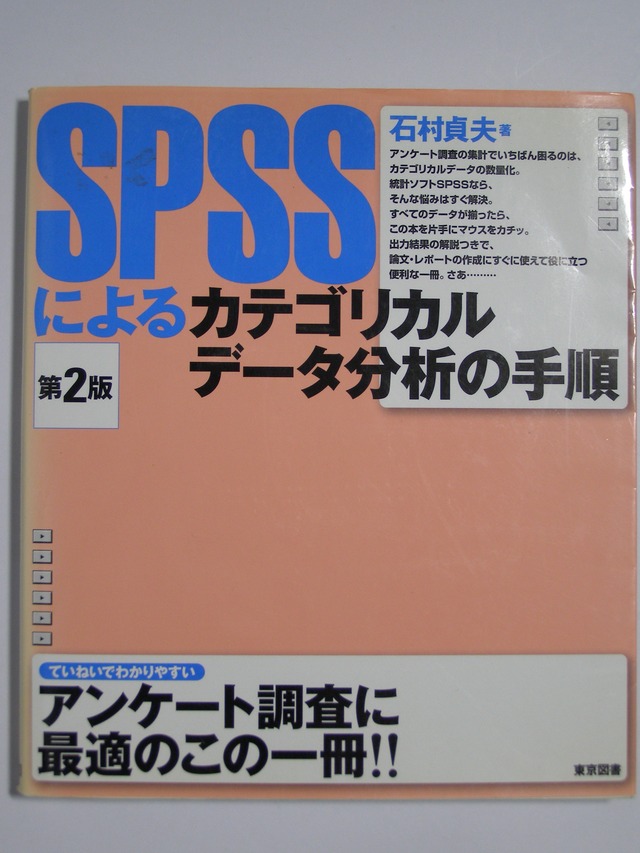 SPSS
による カテゴリカル
データ分析の手順
第2版
石村貞夫 著
アンケート調査の集計でいちばん困るのは、
カテゴリカルデータの数量化。
統計ソフトSPSSなら、
そんな悩みはすぐ解決。
すべてのデータが揃ったら、
この本を片手にマウスをカチッ。
出力結果の解説つきで、
論文・レポートの作成にすぐに使えて役に立つ
便利な一冊。さあ………
ていねいでわかりやすい
アンケート調査に
最適のこの一冊!!
東京図書